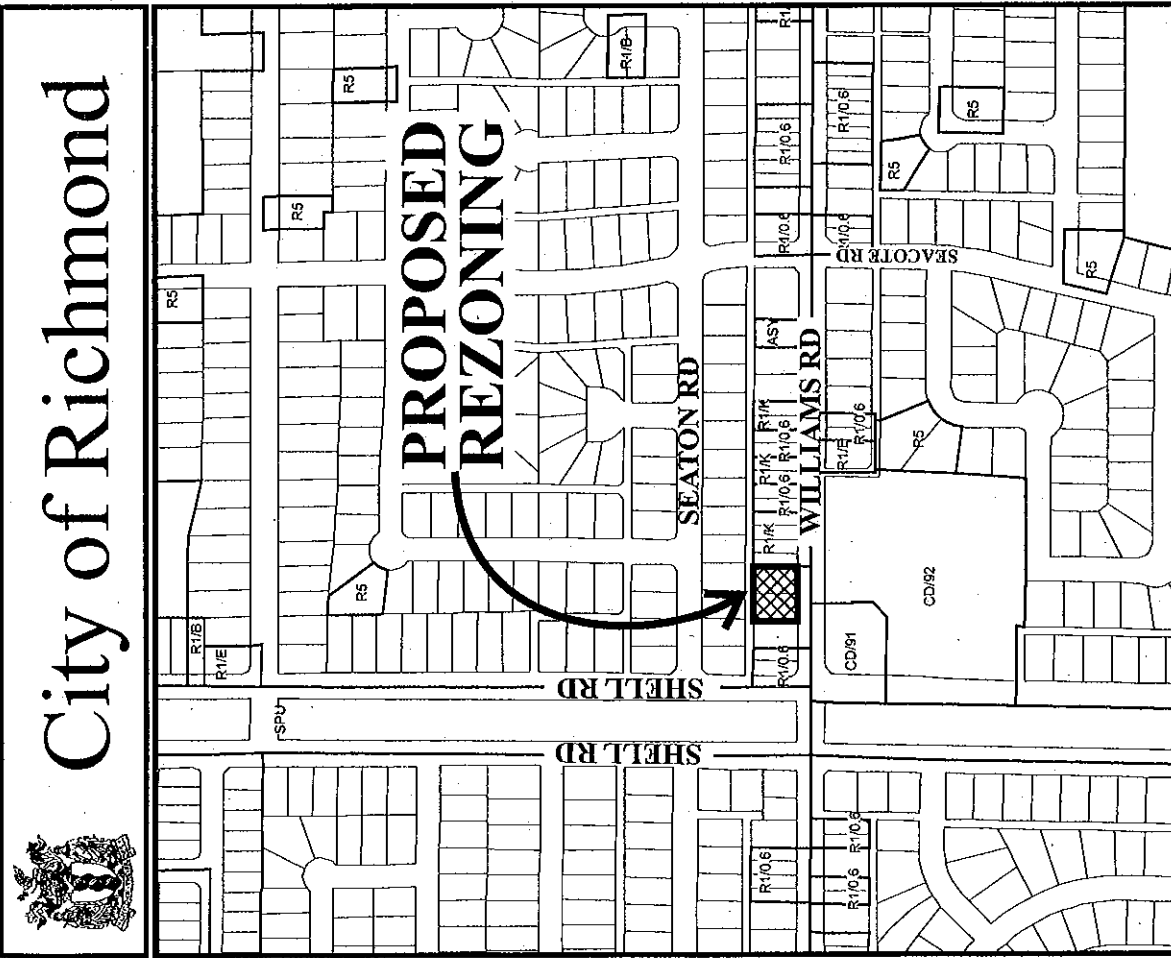 City of Richmond
R5
R1/B
R1/E
SPU
R5
R5
R5
PROPOSED
REZONING
R1/B
SHELL RD
SHELL RD
SEATON RD
R1/0.6
R1/K
R1/K
R1/K
ASY
R1/0.6
R1/0.6
R1/0.6
R1/0.6
R1/0.6
WILLIAMS RD
R1/0.6
R1/0.6
CD/91
R1/E
R1/0.6
R1/0.6
R1/0.6
SEACOTE RD
R5
R5
CD/92
R5
R5